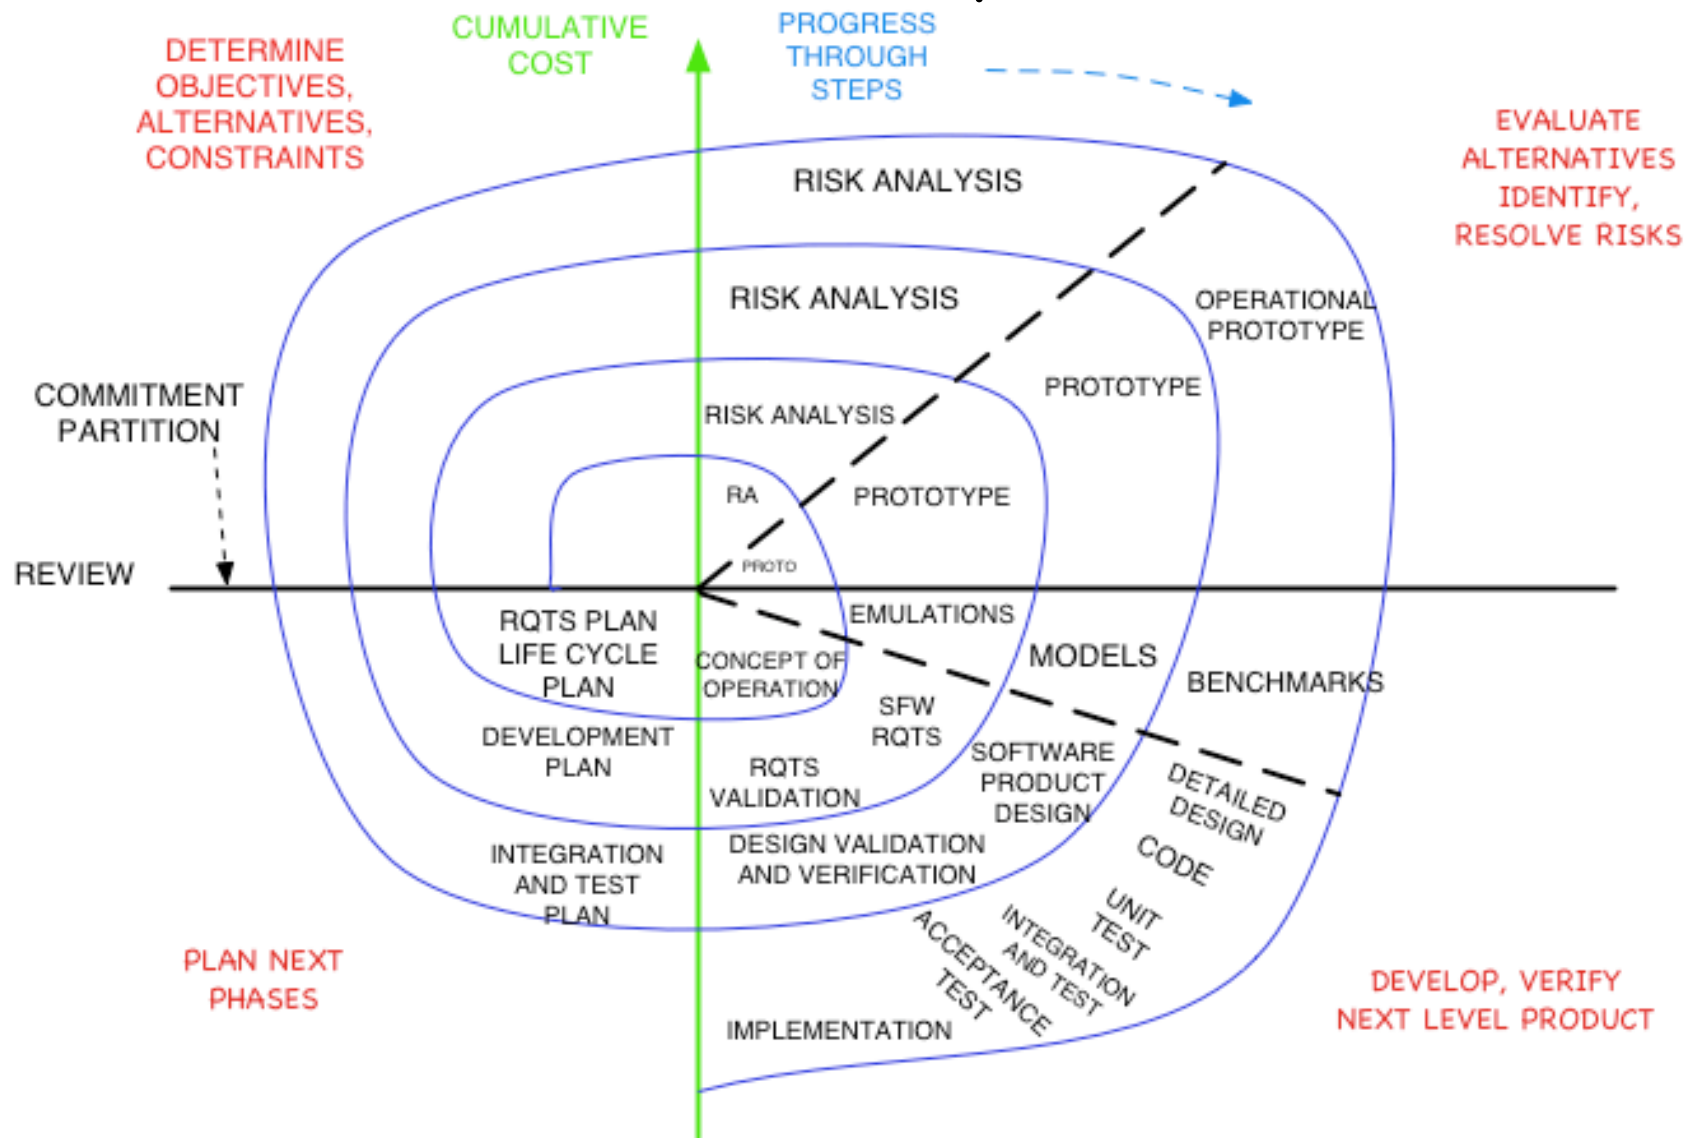 DETERMINE
OBJECTIVES,
ALTERNATIVES,
CONSTRAINTS
CUMULATIVE
COST
PROGRESS
THROUGH
STEPS
EVALUATE
ALTERNATIVES
IDENTIFY,
RESOLVE RISKS
RISK ANALYSIS
RISK ANALYSIS
OPERATIONAL
PROTOTYPE
PROTOTYPE
COMMITMENT
PARTITION
RISK ANALYSIS
RA
PROTOTYPE
PROTO
REVIEW
RQTS PLAN
LIFE CYCLE
PLAN
EMULATIONS
CONCEPT OF
OPERATION
MODELS
BENCHMARKS
SFW
RQTS
DEVELOPMENT
PLAN
RQTS
VALIDATION
SOFTWARE
PRODUCT
DESIGN
DETAILED
DESIGN
CODE
INTEGRATION
AND TEST
PLAN
DESIGN VALIDATION
AND VERIFICATION
UNIT
TEST
INTEGRATION
AND TEST
ACCEPTANCE
TEST
IMPLEMENTATION
PLAN NEXT
PHASES
DEVELOP, VERIFY
NEXT LEVEL PRODUCT